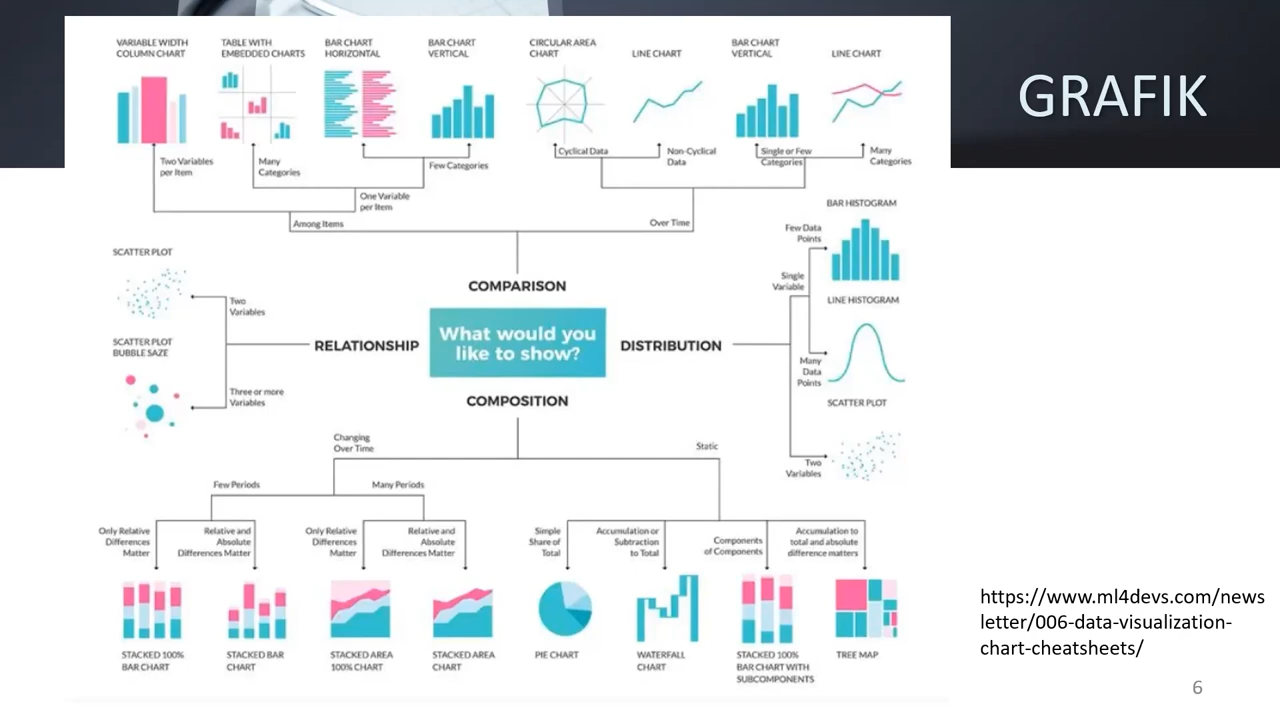 GRAFIK
VARIABLE WIDTH
COLUMN CHART
TABLE WITH
EMBEDDED CHARTS
BAR CHART
HORIZONTAL
BAR CHART
VERTICAL
CIRCULAR AREA
CHART
LINE CHART
BAR CHART
VERTICAL
LINE CHART
Two Variables
per Item
Many
Categories
Few Categories
One Variable
per Item
Among Items
Cyclical Data
Non-Cyclical
Data
Single or Few
Categories
Many
Categories
Over Time
COMPARISON
SCATTER PLOT
Two
Variables
SCATTER PLOT
BUBBLE SAZE
Three or more
Variables
RELATIONSHIP
What would you
like to show?
DISTRIBUTION
BAR HISTOGRAM
Few Data
Points
Single
Variable
LINE HISTOGRAM
Many
Data
Points
SCATTER PLOT
Two
Variables
COMPOSITION
Changing
Over Time
Static
Few Periods
Many Periods
Only Relative
Differences
Matter
Relative and
Absolute
Differences Matter
Only Relative
Differences
Matter
Relative and
Absolute
Differences Matter
Simple
Share of
Total
Accumulation or
Subtraction
to Total
Components
of Components
Accumulation to
total and absolute
difference matters
STACKED 100%
BAR CHART
STACKED BAR
CHART
STACKED AREA
100% CHART
STACKED AREA
CHART
PIE CHART
WATERFALL
CHART
STACKED 100%
BAR CHART WITH
SUBCOMPONENTS
TREE MAP
https://www.ml4devs.com/news
letter/006-data-visualization-
chart-cheatsheets/
6